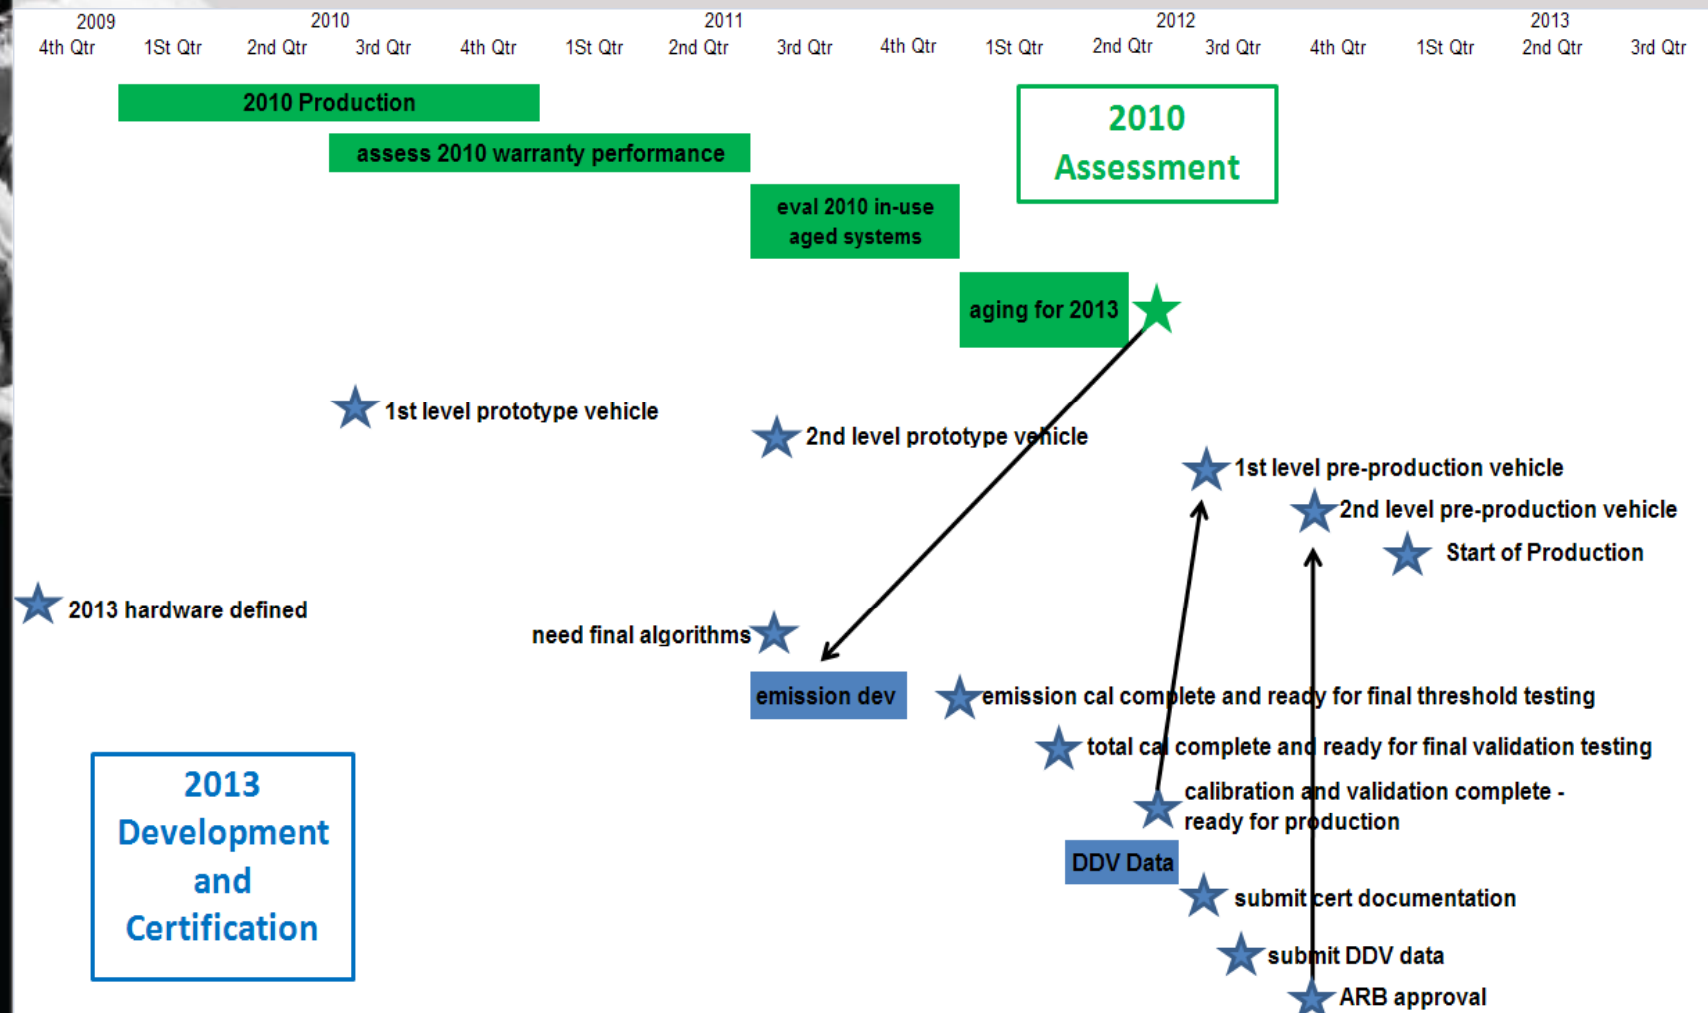 2009 2010 2011 2012 2013
4th Qtr 1St Qtr 2nd Qtr 3rd Qtr 4th Qtr 1St Qtr 2nd Qtr 3rd Qtr 4th Qtr 1St Qtr 2nd Qtr 3rd Qtr 4th Qtr 1St Qtr 2nd Qtr 3rd Qtr
2010 Production
assess 2010 warranty performance
2010
Assessment
eval 2010 in-use
aged systems
aging for 2013
1st level prototype vehicle
2nd level prototype vehicle
1st level pre-production vehicle
2nd level pre-production vehicle
Start of Production
2013 hardware defined
need final algorithms
emission dev
emission cal complete and ready for final threshold testing
total cal complete and ready for final validation testing
2013
Development
and
Certification
calibration and validation complete -
ready for production
DDV Data
submit cert documentation
submit DDV data
ARB approval